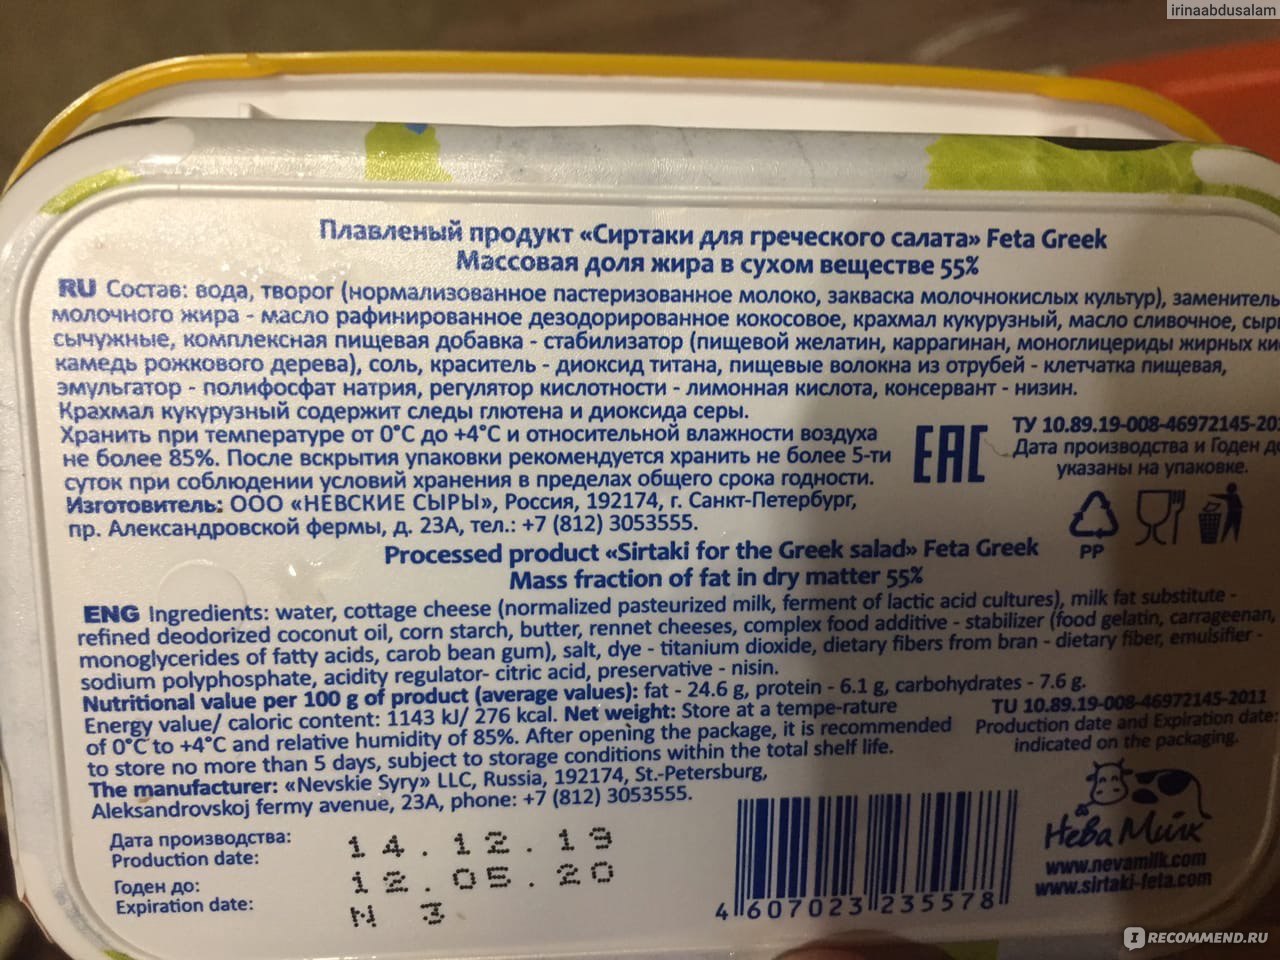 irinaabdusalam
Плавленый продукт «Сиртаки для греческого салата» Feta Greek
Массовая доля жира в сухом веществе 55%
RU Состав: вода, творог (нормализованное пастеризованное молоко, закваска молочнокислых культур), заменитель
молочного жира - масло рафинированное дезодорированное кокосовое, крахмал кукурузный, масло сливочное, сыры
сычужные, комплексная пищевая добавка - стабилизатор (пищевой желатин, каррагинан, моноглицериды жирных ки
камедь рожкового дерева), соль, краситель - диоксид титана, пищевые волокна из отрубей - клетчатка пищевая,
эмульгатор - полифосфат натрия, регулятор кислотности - лимонная кислота, консервант - низин.
Крахмал кукурузный содержит следы глютена и диоксида серы.
Хранить при температуре от 0°С до +4°С и относительной влажности воздуха
не более 85%. После вскрытия упаковки рекомендуется хранить не более 5-ти
суток при соблюдении условий хранения в пределах общего срока годности.
Изготовитель: ООО «НЕВСКИЕ СЫРЫ», Россия, 192174, г. Санкт-Петербург,
пр. Александровской фермы, д. 23А, тел.: +7 (812) 3053555.
EAC
ТУ 10.89.19-008-46972145-201
Дата производства и Годен до
указаны на упаковке.
PP
Processed product «Sirtaki for the Greek salad» Feta Greek
Mass fraction of fat in dry matter 55%
ENG Ingredients: water, cottage cheese (normalized pasteurized milk, ferment of lactic acid cultures), milk fat substitute -
refined deodorized coconut oil, corn starch, butter, rennet cheeses, complex food additive - stabilizer (food gelatin, carrageenan,
monoglycerides of fatty acids, carob bean gum), salt, dye - titanium dioxide, dietary fibers from bran - dietary fiber, emulsifier -
sodium polyphosphate, acidity regulator- citric acid, preservative - nisin.
Nutritional value per 100 g of product (average values): fat - 24.6 g, protein - 6.1 g, carbohydrates - 7.6 g.
Energy value/ caloric content: 1143 kJ/ 276 kcal. Net weight: Store at a tempe-rature
of 0°C to +4°C and relative humidity of 85%. After opening the package, it is recommended
to store no more than 5 days, subject to storage conditions within the total shelf life.
The manufacturer: «Nevskie Syry» LLC, Russia, 192174, St.-Petersburg,
Aleksandrovskoj fermy avenue, 23A, phone: +7 (812) 3053555.
TU 10.89.19-008-46972145-2011
Production date and Expiration date:
indicated on the packaging.
Дата производства:
Production date:
14.12.19
Годен до:
Expiration date:
12.05.20
N 3
4 607023 235578
Нева Милк
www.nevamilk.com
www.sirtaki-feta.com
IRECOMMEND.RU